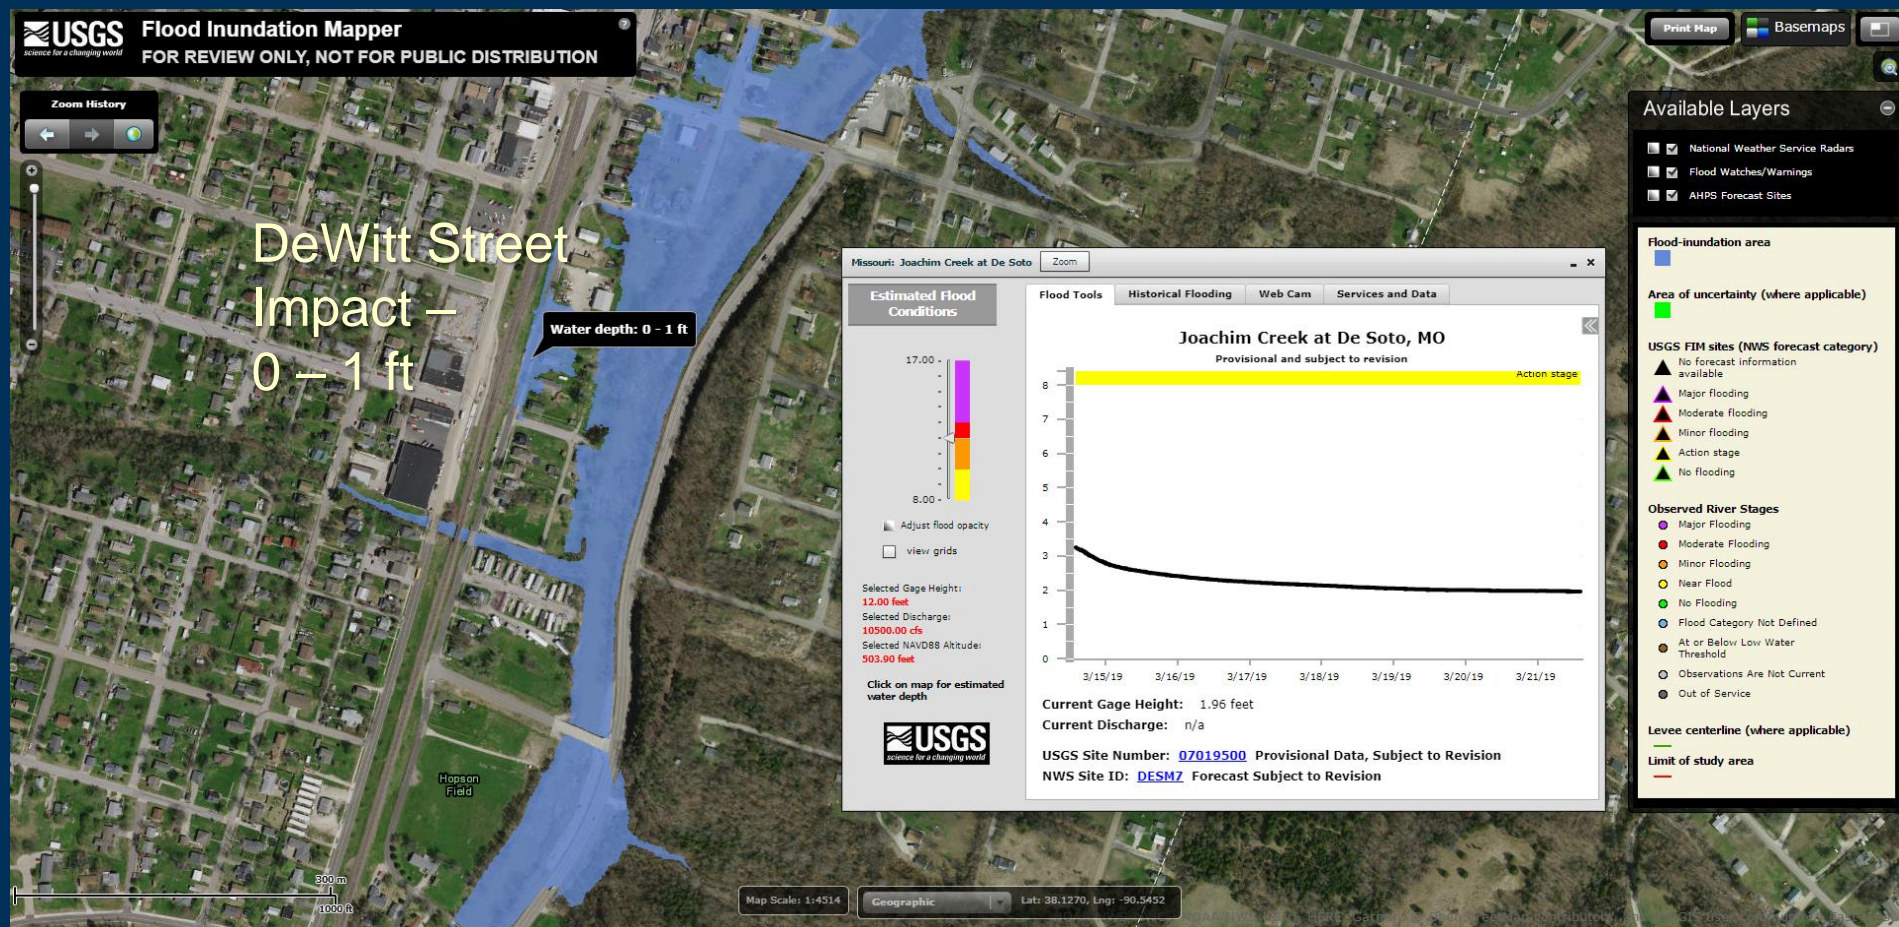 USGS
science for a changing world
Flood Inundation Mapper
FOR REVIEW ONLY, NOT FOR PUBLIC DISTRIBUTION
?
Print Map
Basemaps
Zoom History
DeWitt Street
Impact –
0 – 1 ft
Water depth: 0 - 1 ft
Hopson
Field
300 m
1000 ft
Map Scale: 1:4514
Geographic
Lat: 38.1270, Lng: -90.5452
Missouri: Joachim Creek at De Soto
Zoom
Estimated Flood
Conditions
17.00
8.00
Adjust flood opacity
view grids
Selected Gage Height:
12.00 feet
Selected Discharge:
10500.00 cfs
Selected NAVD88 Altitude:
503.90 feet
Click on map for estimated
water depth
USGS
science for a changing world
Flood Tools
Historical Flooding
Web Cam
Services and Data
Joachim Creek at De Soto, MO
Provisional and subject to revision
Action stage
8
7
6
5
4
3
2
1
0
3/15/19 3/16/19 3/17/19 3/18/19 3/19/19 3/20/19 3/21/19
Current Gage Height: 1.96 feet
Current Discharge: n/a
USGS Site Number: 07019500 Provisional Data, Subject to Revision
NWS Site ID: DESM7 Forecast Subject to Revision
Available Layers
National Weather Service Radars
Flood Watches/Warnings
AHPS Forecast Sites
Flood-inundation area
Area of uncertainty (where applicable)
USGS FIM sites (NWS forecast category)
No forecast information
available
Major flooding
Moderate flooding
Minor flooding
Action stage
No flooding
Observed River Stages
Major Flooding
Moderate Flooding
Minor Flooding
Near Flood
No Flooding
Flood Category Not Defined
At or Below Low Water
Threshold
Observations Are Not Current
Out of Service
Levee centerline (where applicable)
Limit of study area